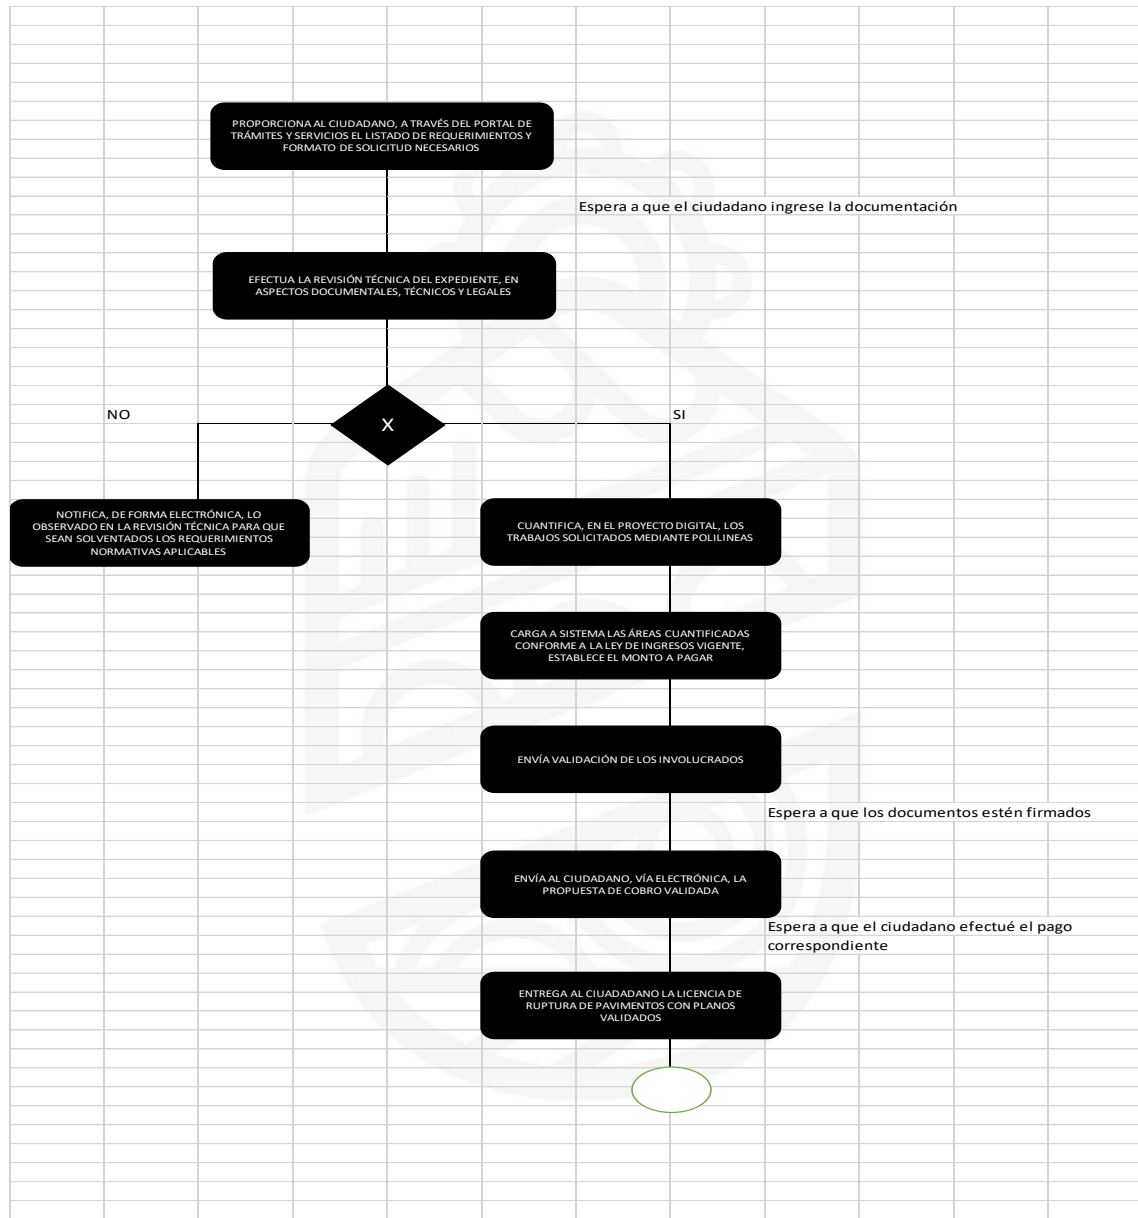 PROPORCIONA AL CIUDADANO, A TRAVÉS DEL PORTAL DE
TRÁMITES Y SERVICIOS EL LISTADO DE REQUERIMIENTOS Y
FORMATO DE SOLICITUD NECESARIOS
Espera a que el ciudadano ingrese la documentación
EFECTUA LA REVISIÓN TÉCNICA DEL EXPEDIENTE, EN
ASPECTOS DOCUMENTALES, TÉCNICOS Y LEGALES
NO
SI
X
NOTIFICA, DE FORMA ELECTRÓNICA, LO
OBSERVADO EN LA REVISIÓN TÉCNICA PARA QUE
SEAN SOLVENTADOS LOS REQUERIMIENTOS
NORMATIVAS APLICABLES
CUANTIFICA, EN EL PROYECTO DIGITAL, LOS
TRABAJOS SOLICITADOS MEDIANTE POLILINEAS
CARGA A SISTEMA LAS ÁREAS CUANTIFICADAS
CONFORME A LA LEY DE INGRESOS VIGENTE,
ESTABLECE EL MONTO A PAGAR
ENVÍA VALIDACIÓN DE LOS INVOLUCRADOS
Espera a que los documentos estén firmados
ENVÍA AL CIUDADANO, VÍA ELECTRÓNICA, LA
PROPUESTA DE COBRO VALIDADA
Espera a que el ciudadano efectué el pago
correspondiente
ENTREGA AL CIUADADANO LA LICENCIA DE
RUPTURA DE PAVIMENTOS CON PLANOS
VALIDADOS